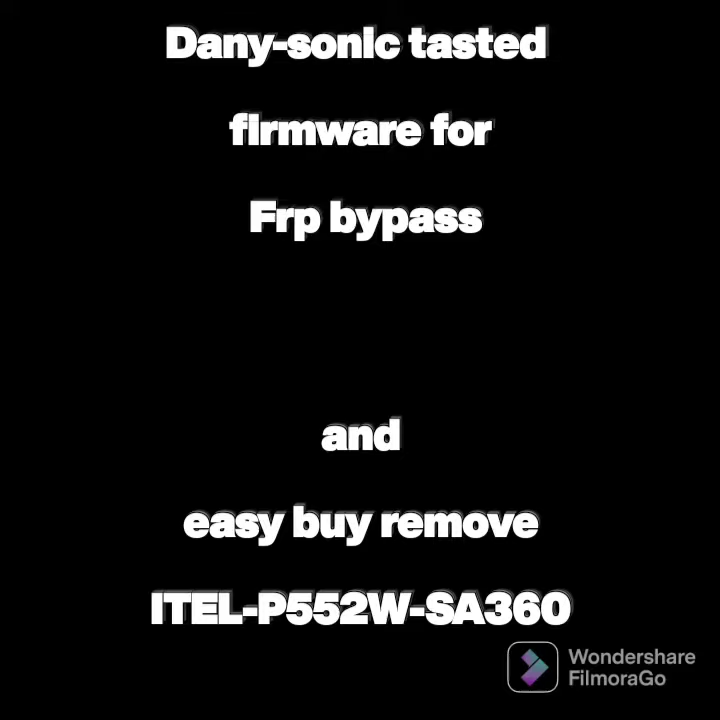 Dany-sonic tasted
firmware for
Frp bypass
and
easy buy remove
ITEL-P552W-SA360
Wondershare
FilmoraGo